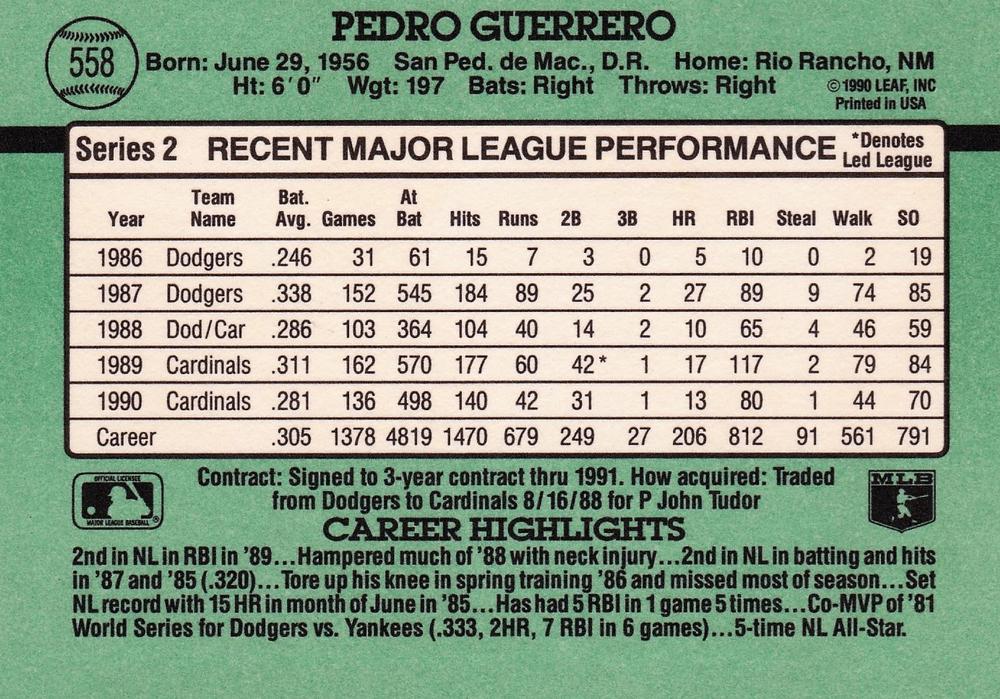 PEDRO GUERRERO
558
Born: June 29, 1956 San Ped. de Mac., D.R. Home: Rio Rancho, NM
Ht: 6´0˝ Wgt: 197 Bats: Right Throws: Right
©1990 LEAF, INC
Printed in USA
Series 2 RECENT MAJOR LEAGUE PERFORMANCE
*Denotes
Led League
Year Team Name Bat. Avg. Games At Bat Hits Runs 2B 3B HR RBI Steal Walk SO
1986 Dodgers .246 31 61 15 7 3 0 5 10 0 2 19
1987 Dodgers .338 152 545 184 89 25 2 27 89 9 74 85
1988 Dod/Car .286 103 364 104 40 14 2 10 65 4 46 59
1989 Cardinals .311 162 570 177 60 42* 1 17 117 2 79 84
1990 Cardinals .281 136 498 140 42 31 1 13 80 1 44 70
Career .305 1378 4819 1470 679 249 27 206 812 91 561 791
OFFICIAL LICENSEE
MAJOR LEAGUE BASEBALL®
Contract: Signed to 3-year contract thru 1991. How acquired: Traded
from Dodgers to Cardinals 8/16/88 for P John Tudor
MLB
CAREER HIGHLIGHTS
2nd in NL in RBI in '89...Hampered much of '88 with neck injury...2nd in NL in batting and hits
in '87 and '85 (.320)...Tore up his knee in spring training '86 and missed most of season...Set
NL record with 15 HR in month of June in '85...Has had 5 RBI in 1 game 5 times...Co-MVP of '81
World Series for Dodgers vs. Yankees (.333, 2HR, 7 RBI in 6 games)...5-time NL All-Star.